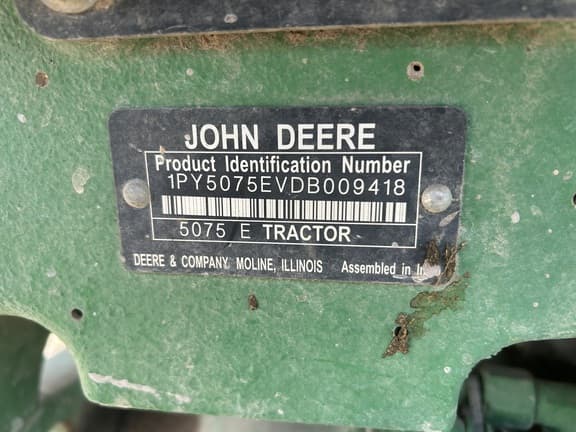 JOHN DEERE
Product Identification Number
1PY5075EVDB009418
5075 E TRACTOR
DEERE & COMPANY MOLINE, ILLINOIS Assembled in